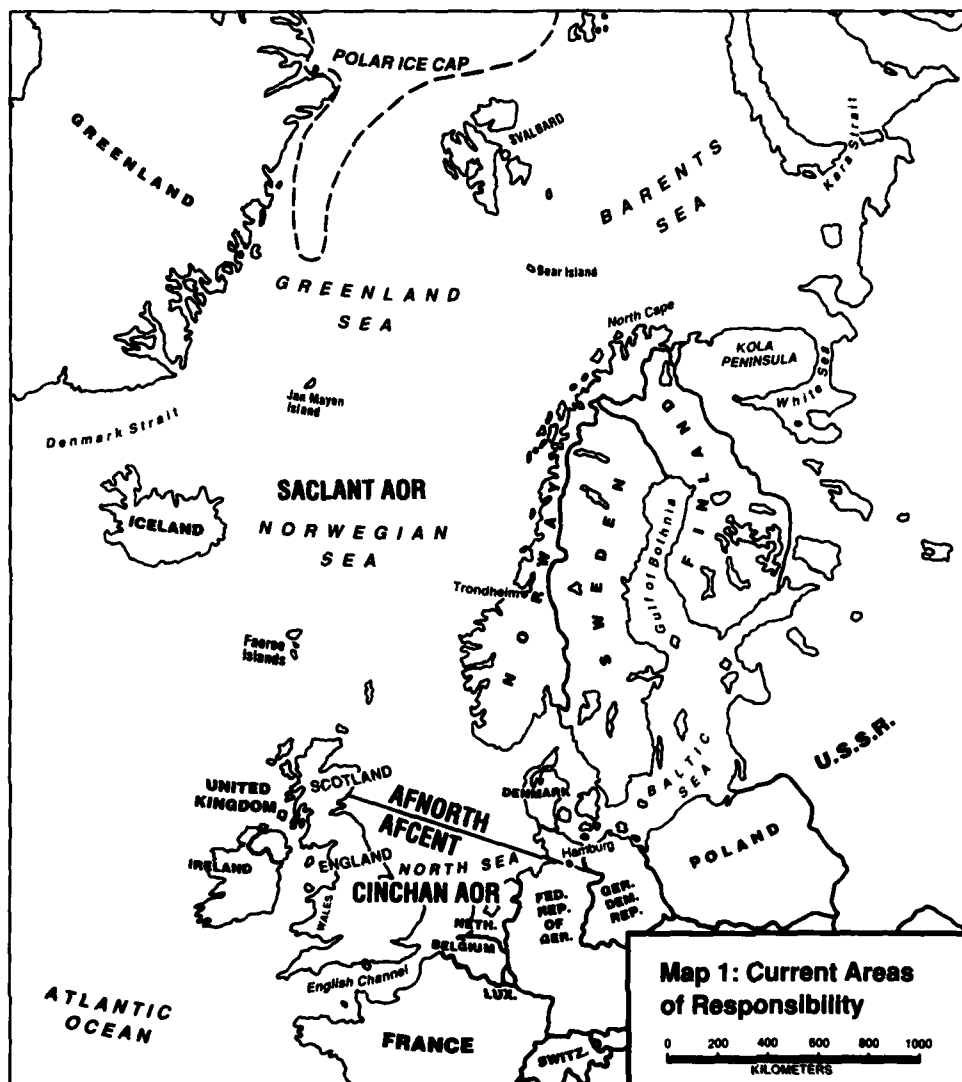 POLAR ICE CAP
GREENLAND
SVALBARD
Kara Strait
BARENTS
SEA
Bear Island
GREENLAND
SEA
North Cape
KOLA
PENINSULA
White Sea
Jan Mayen
Island
Denmark Strait
SACLANT AOR
ICELAND
NORWEGIAN
SEA
NORWAY
SWEDEN
Gulf of Bothnia
FINLAND
Trondheim
Faeroe
Islands
U.S.S.R.
BALTIC
SEA
SCOTLAND
UNITED
KINGDOM
DENMARK
AFNORTH
AFCENT
Hamburg
POLAND
IRELAND
ENGLAND
NORTH SEA
WALES
CINCHAN AOR
FED.
REP.
Of
GER.
GER.
DEM.
REP.
NETH.
BELGIUM
English Channel
LUX.
ATLANTIC
OCEAN
FRANCE
SWITZ.
Map 1: Current Areas
of Responsibility
0 200 400 600 800 1000
KILOMETERS